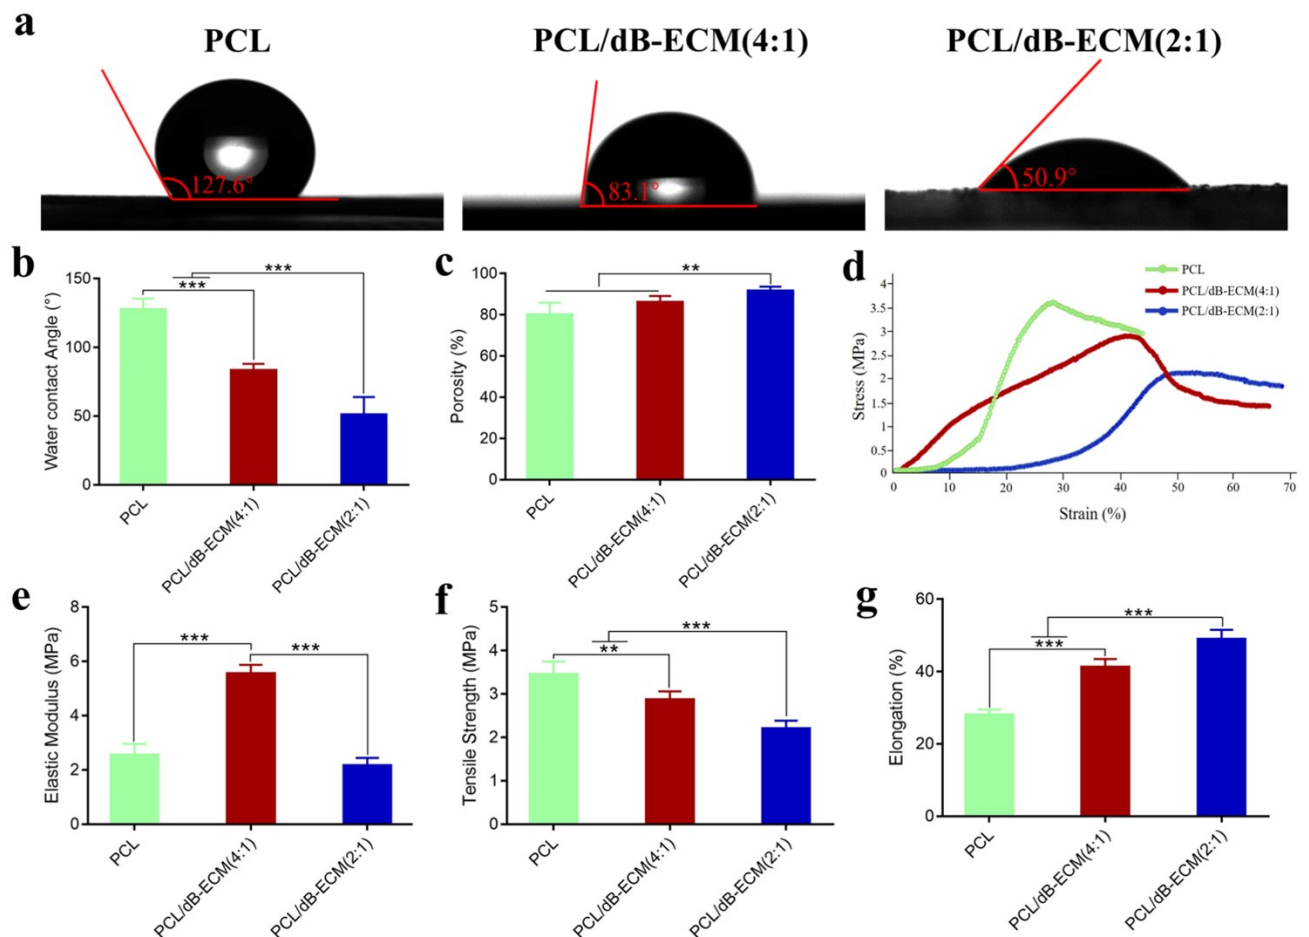 a
PCL
PCL/dB-ECM(4:1)
PCL/dB-ECM(2:1)
127.6°
83.1°
50.9°
b
Water contact Angle (°)
150
100
50
0
***
***
PCL
PCL/dB-ECM(4:1)
PCL/dB-ECM(2:1)
c
Porosity (%)
100
80
60
40
20
0
**
PCL
PCL/dB-ECM(4:1)
PCL/dB-ECM(2:1)
d
PCL
PCL/dB-ECM(4:1)
PCL/dB-ECM(2:1)
Stress (MPa)
4
3.5
3
2.5
2
1.5
1
0.5
0
0 10 20 30 40 50 60 70
Strain (%)
e
Elastic Modulus (MPa)
8
6
4
2
0
***
***
PCL
PCL/dB-ECM(4:1)
PCL/dB-ECM(2:1)
f
Tensile Strength (MPa)
5
4
3
2
1
0
***
**
PCL
PCL/dB-ECM(4:1)
PCL/dB-ECM(2:1)
g
Elongation (%)
60
40
20
0
***
***
PCL
PCL/dB-ECM(4:1)
PCL/dB-ECM(2:1)